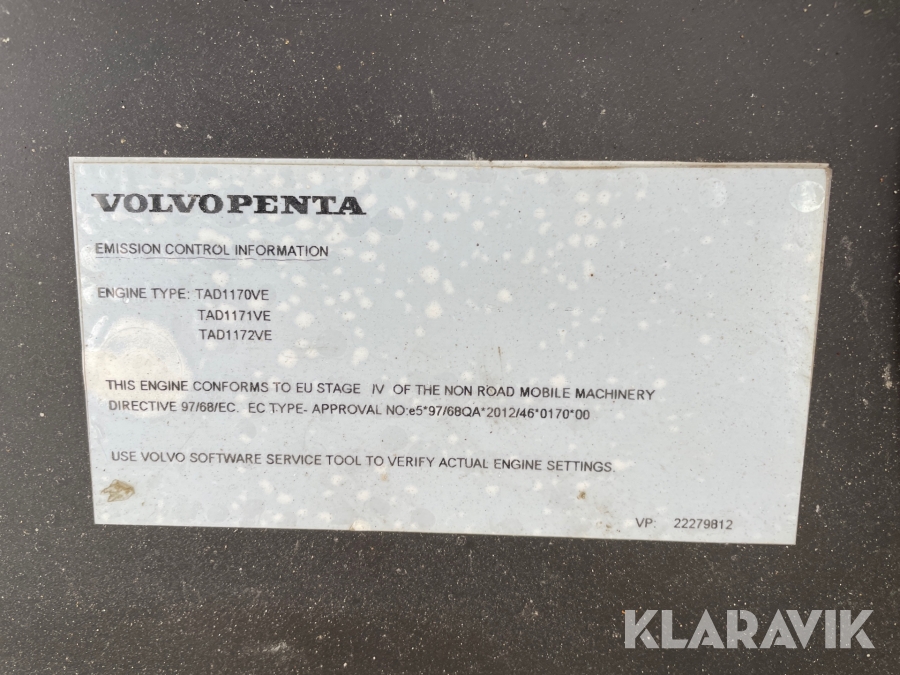 VOLVO PENTA
EMISSION CONTROL INFORMATION
ENGINE TYPE: TAD1170VE
TAD1171VE
TAD1172VE
THIS ENGINE CONFORMS TO EU STAGE IV OF THE NON ROAD MOBILE MACHINERY
DIRECTIVE 97/68/EC. EC TYPE- APPROVAL NO:e5*97/68QA*2012/46*0170*00
USE VOLVO SOFTWARE SERVICE TOOL TO VERIFY ACTUAL ENGINE SETTINGS.
VP: 22279812
KLARAVIK